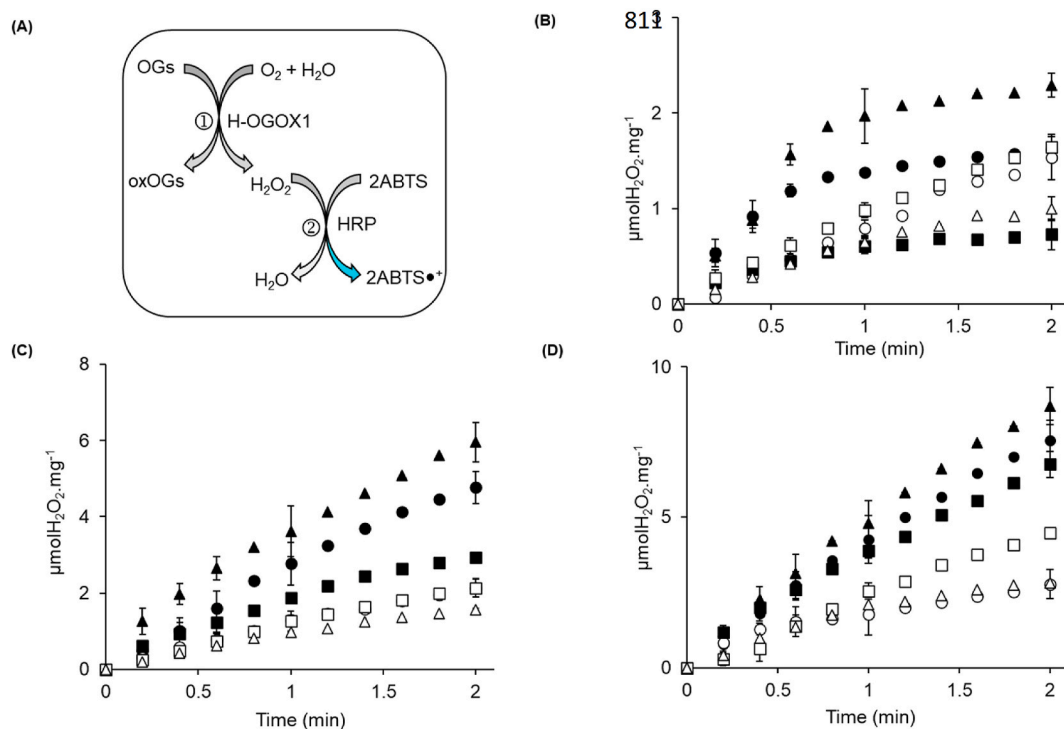 (A)
OGs
O₂ + H₂O
① H-OGOX1
oxOGs
H₂O₂
2ABTS
② HRP
H₂O
2ABTS●⁺
(B)
811
3
2
1
0
0
0.5
1
1.5
2
µmolH₂O₂.mg⁻¹
Time (min)
(C)
8
6
4
2
0
0
0.5
1
1.5
2
µmolH₂O₂.mg⁻¹
Time (min)
(D)
10
5
0
0
0.5
1
1.5
2
µmolH₂O₂.mg⁻¹
Time (min)